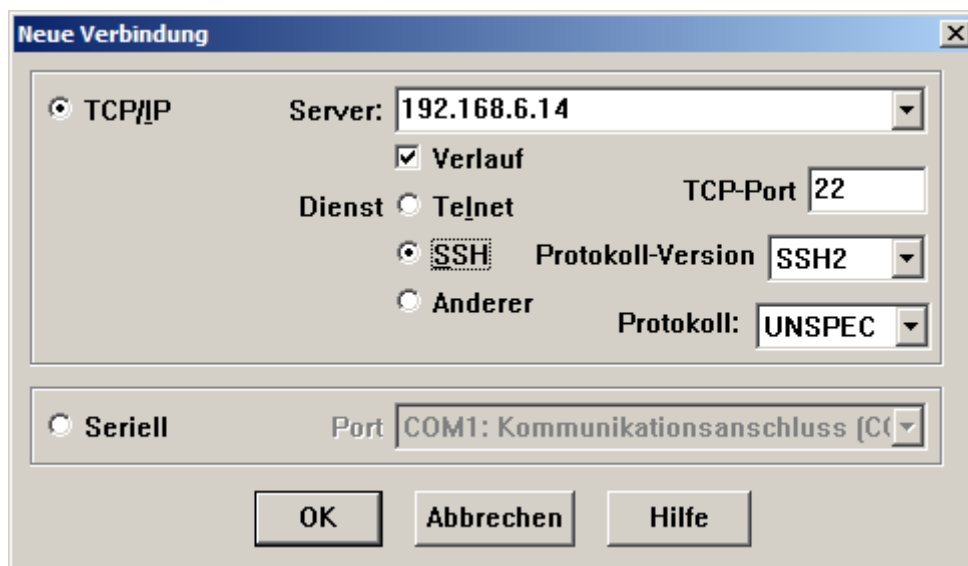 Neue Verbindung
TCP/IP
Server: 192.168.6.14
Verlauf
TCP-Port 22
Dienst Telnet
SSH Protokoll-Version SSH2
Anderer
Protokoll: UNSPEC
Seriell Port COM1: Kommunikationsanschluss (CO
OK Abbrechen Hilfe